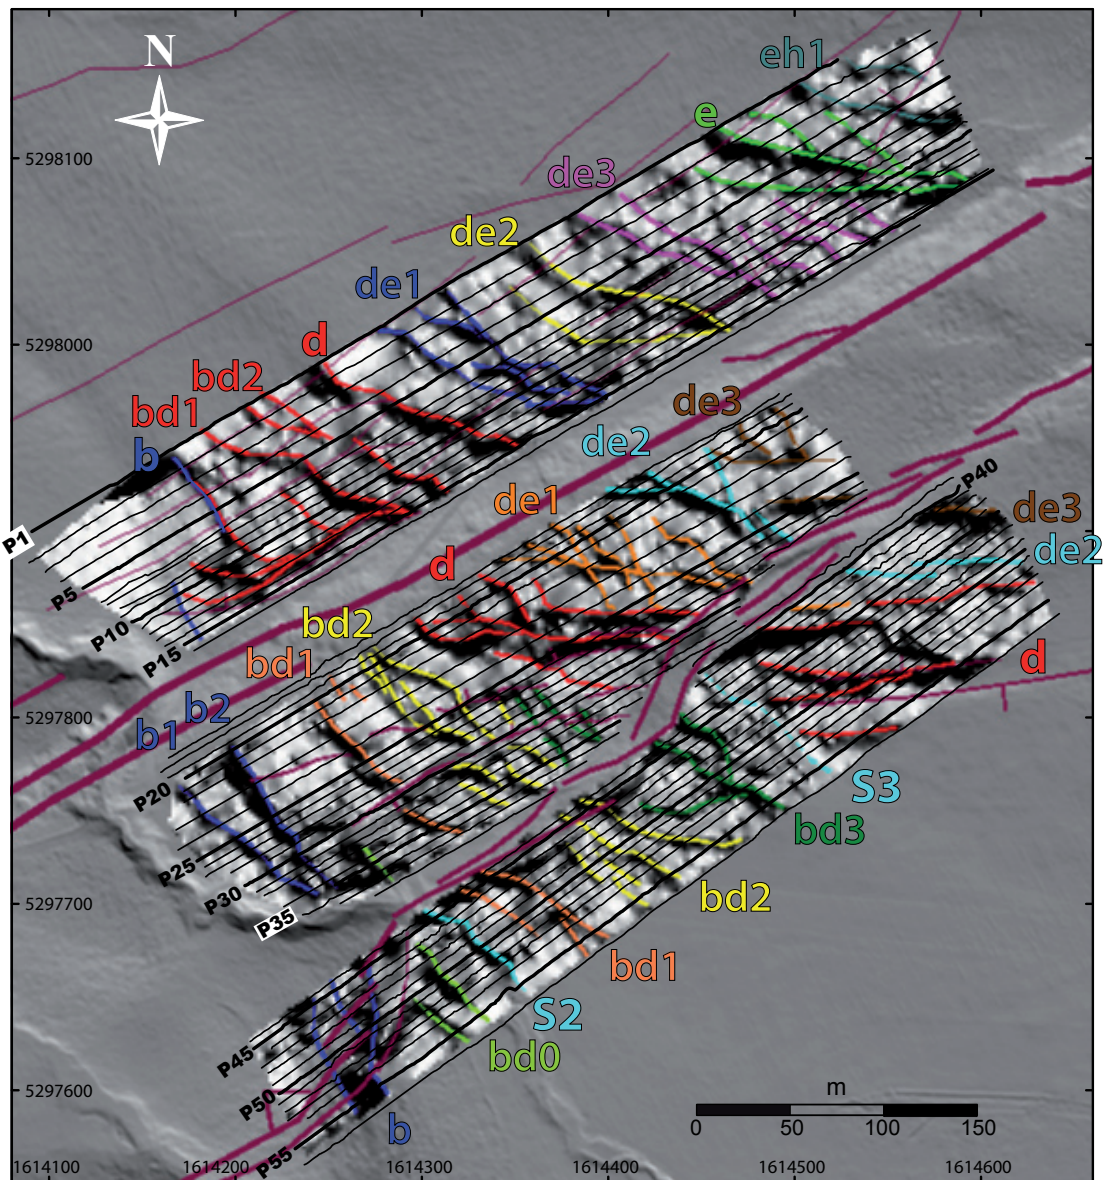 N
eh1
5298100
e
de3
de2
de1
5298000
d
bd2
bd1
b
de3
de2
P40
de1
de3
P1
de2
d
P5
bd2
P10
bd1
P15
d
b2
b1
5297800
S3
P20
bd3
P25
bd2
P30
5297700
P35
bd1
S2
bd0
P45
m
5297600
P50
0 50 100 150
b
P55
1614100 1614200 1614300 1614400 1614500 1614600